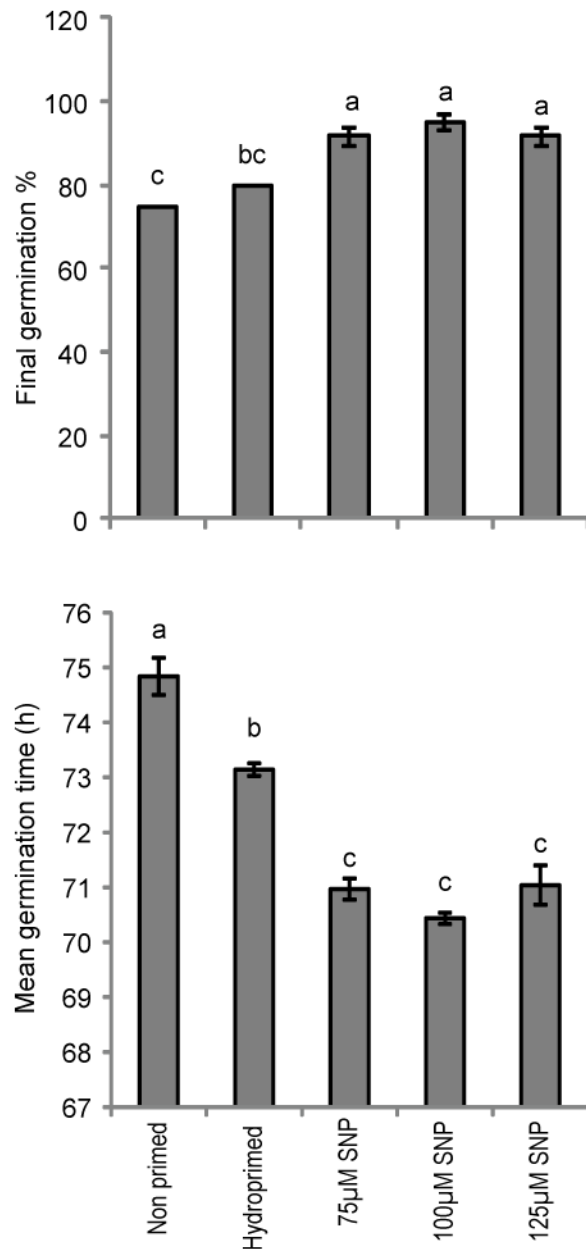 120
100
80
60
40
20
0
Final germination %
c
bc
a
a
a
76
75
74
73
72
71
70
69
68
67
Mean germination time (h)
a
b
c
c
c
Non primed
Hydroprimed
75µM SNP
100µM SNP
125µM SNP